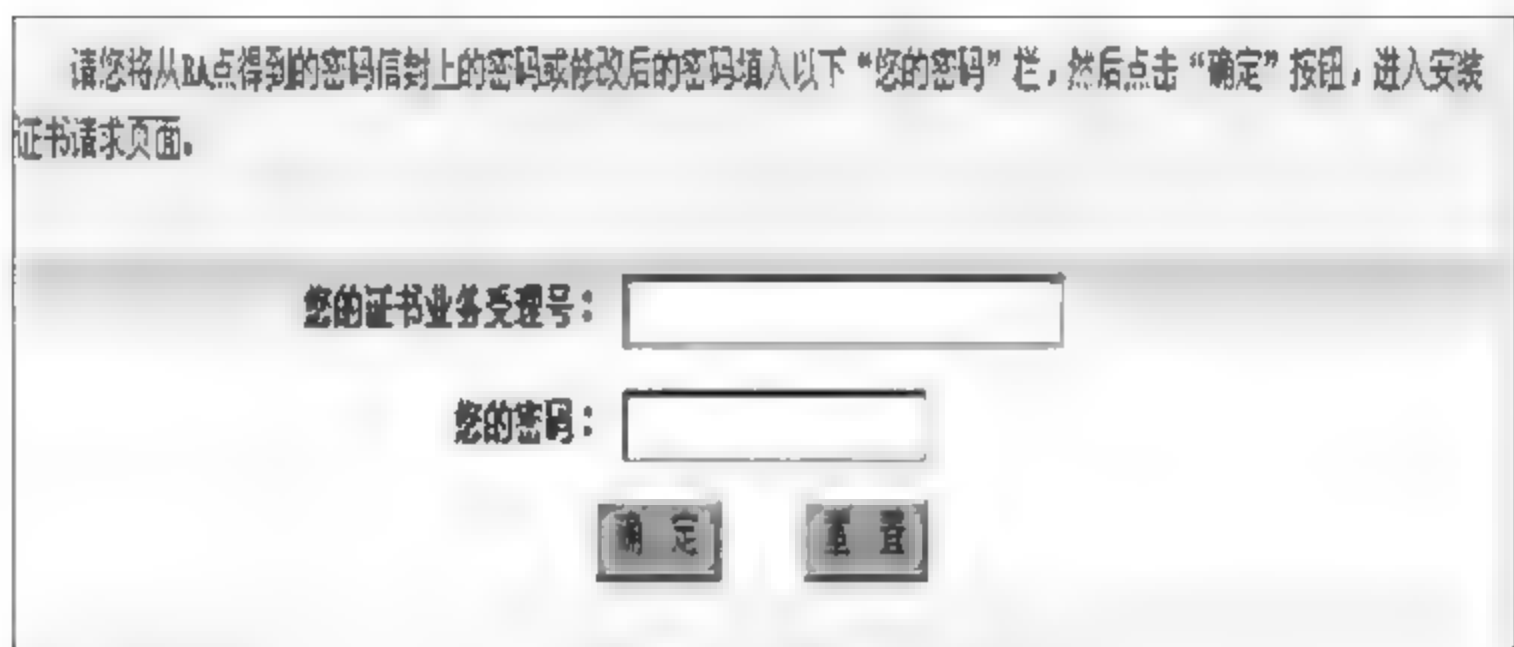 请您将从RA点得到的密码信封上的密码或修改后的密码填入以下“您的密码”栏，然后点击“确定”按钮，进入安装
证书请求页面。
您的证书业务受理号：
您的密码：
确 定 重 置